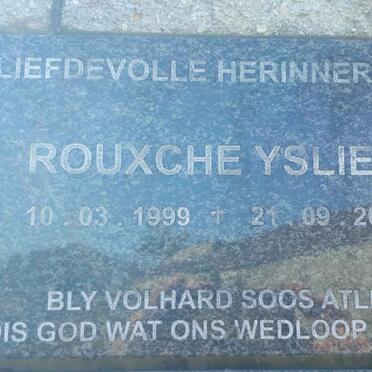 LIEFDEVOLLE HERINNER
ROUXCHÉ YSLIE
10.03.1999 † 21.09.20
BLY VOLHARD SOOS ATL
DIS GOD WAT ONS WEDLOOP